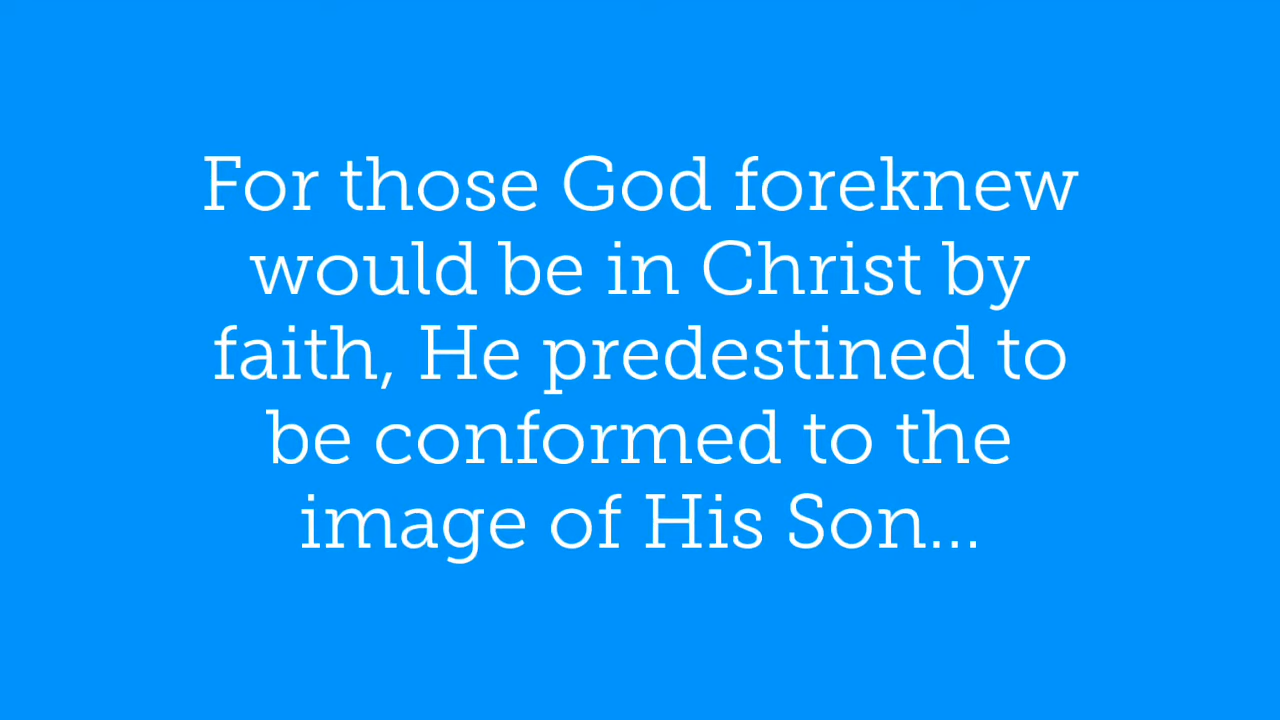 For those God foreknew
would be in Christ by
faith, He predestined to
be conformed to the
image of His Son...